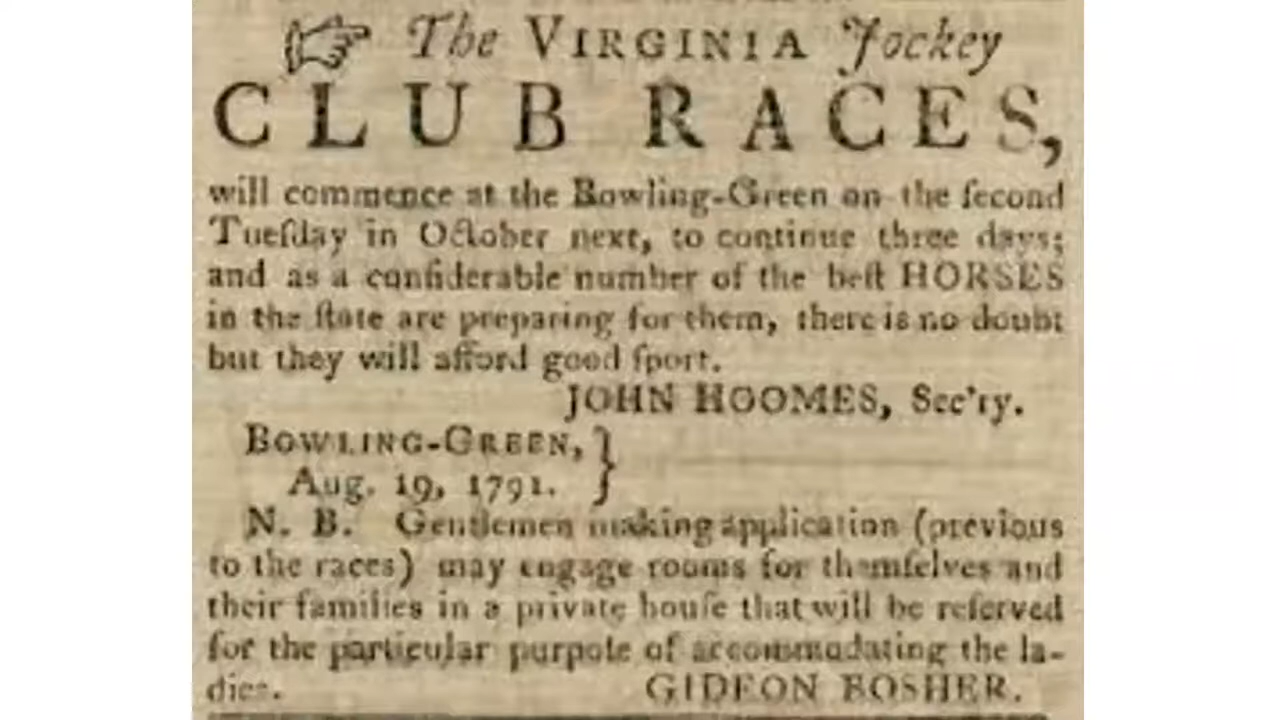 The VIRGINIA Jockey
CLUB RACES,
will commence at the Bowling-Green on the ſecond
Tueſday in October next, to continue three days;
and as a conſiderable number of the beſt HORSES
in the ſtate are preparing for them, there is no doubt
but they will afford good ſport.
JOHN HOOMES, Sec'ry.
BOWLING-GREEN, }
Aug. 19, 1791.
N. B. Gentlemen making application (previous
to the races) may engage rooms for themſelves and
their families in a private houſe that will be reſerved
for the particular purpoſe of accommodating the la-
dies. GIDEON BOSHER.